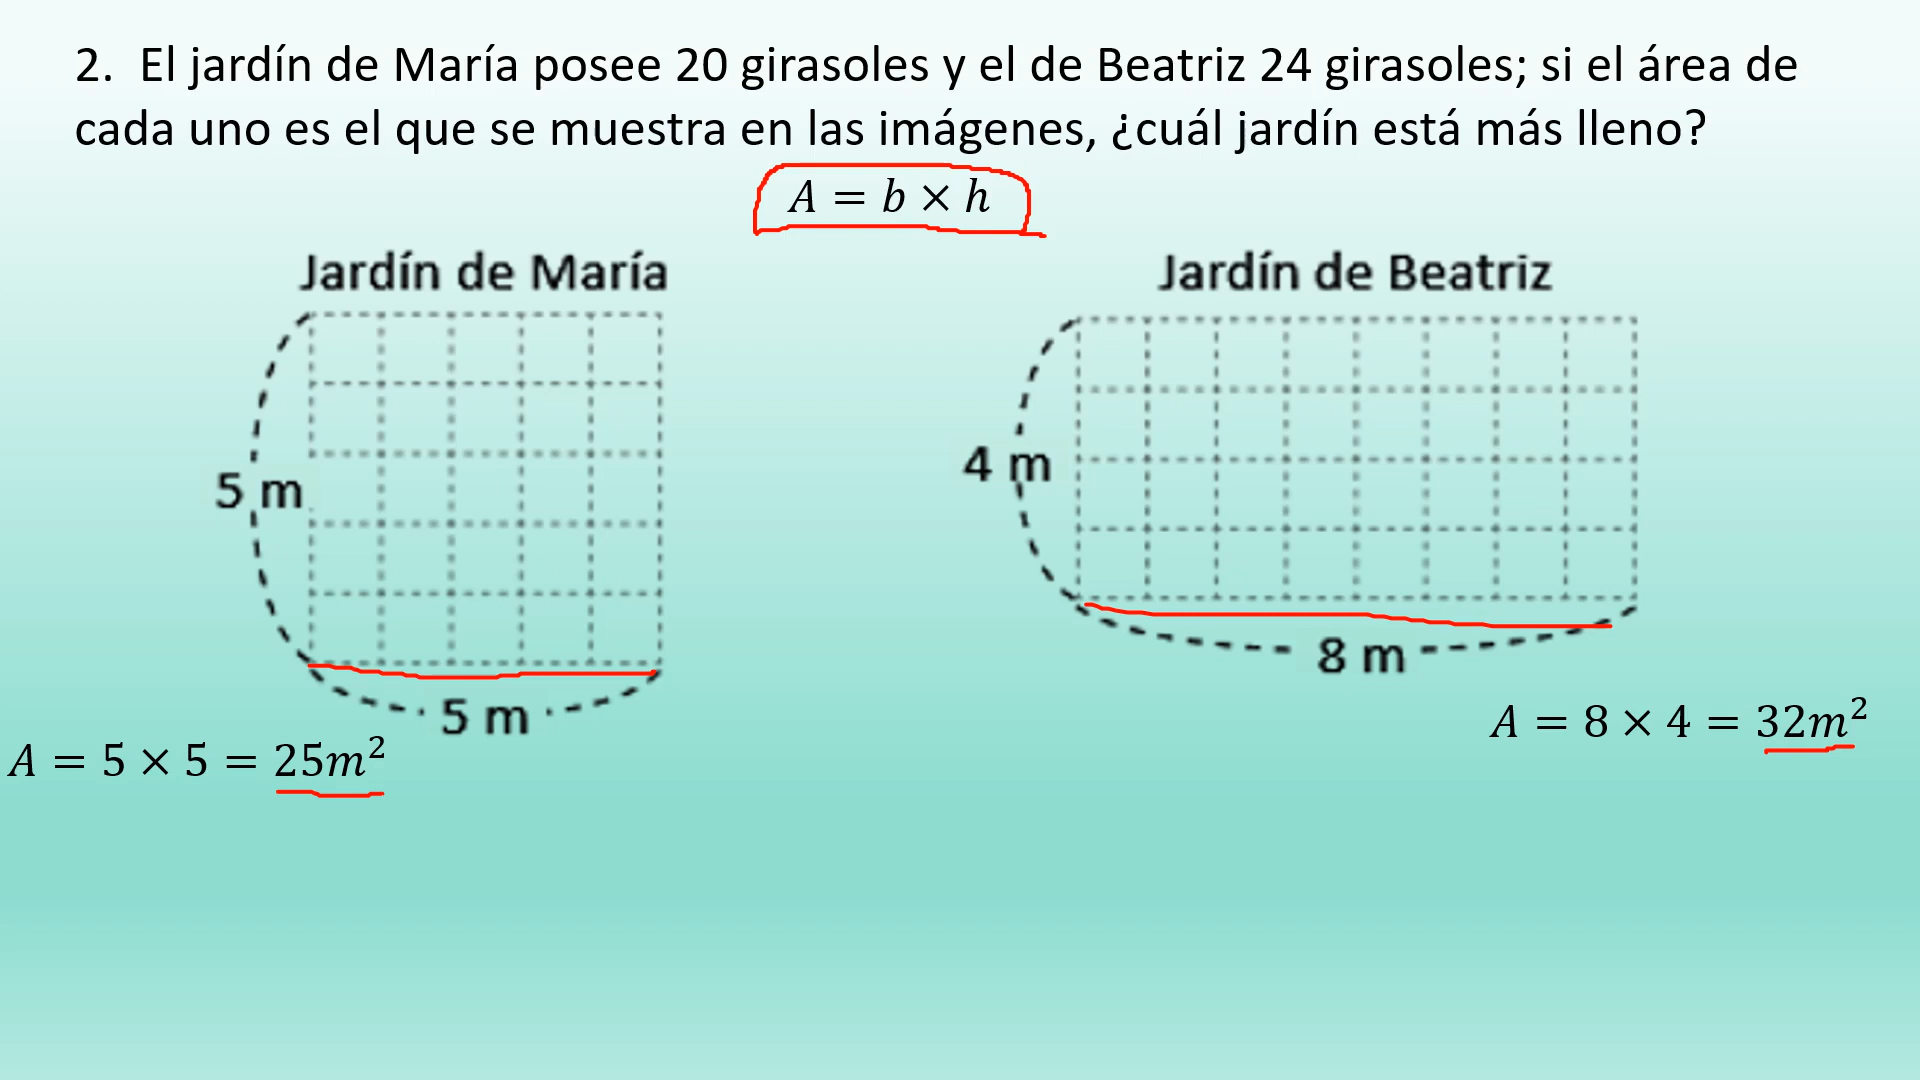 2. El jardín de María posee 20 girasoles y el de Beatriz 24 girasoles; si el área de
cada uno es el que se muestra en las imágenes, ¿cuál jardín está más lleno?
A = b × h
Jardín de María
5 m
5 m
A = 5 × 5 = 25m²
Jardín de Beatriz
4 m
8 m
A = 8 × 4 = 32m²